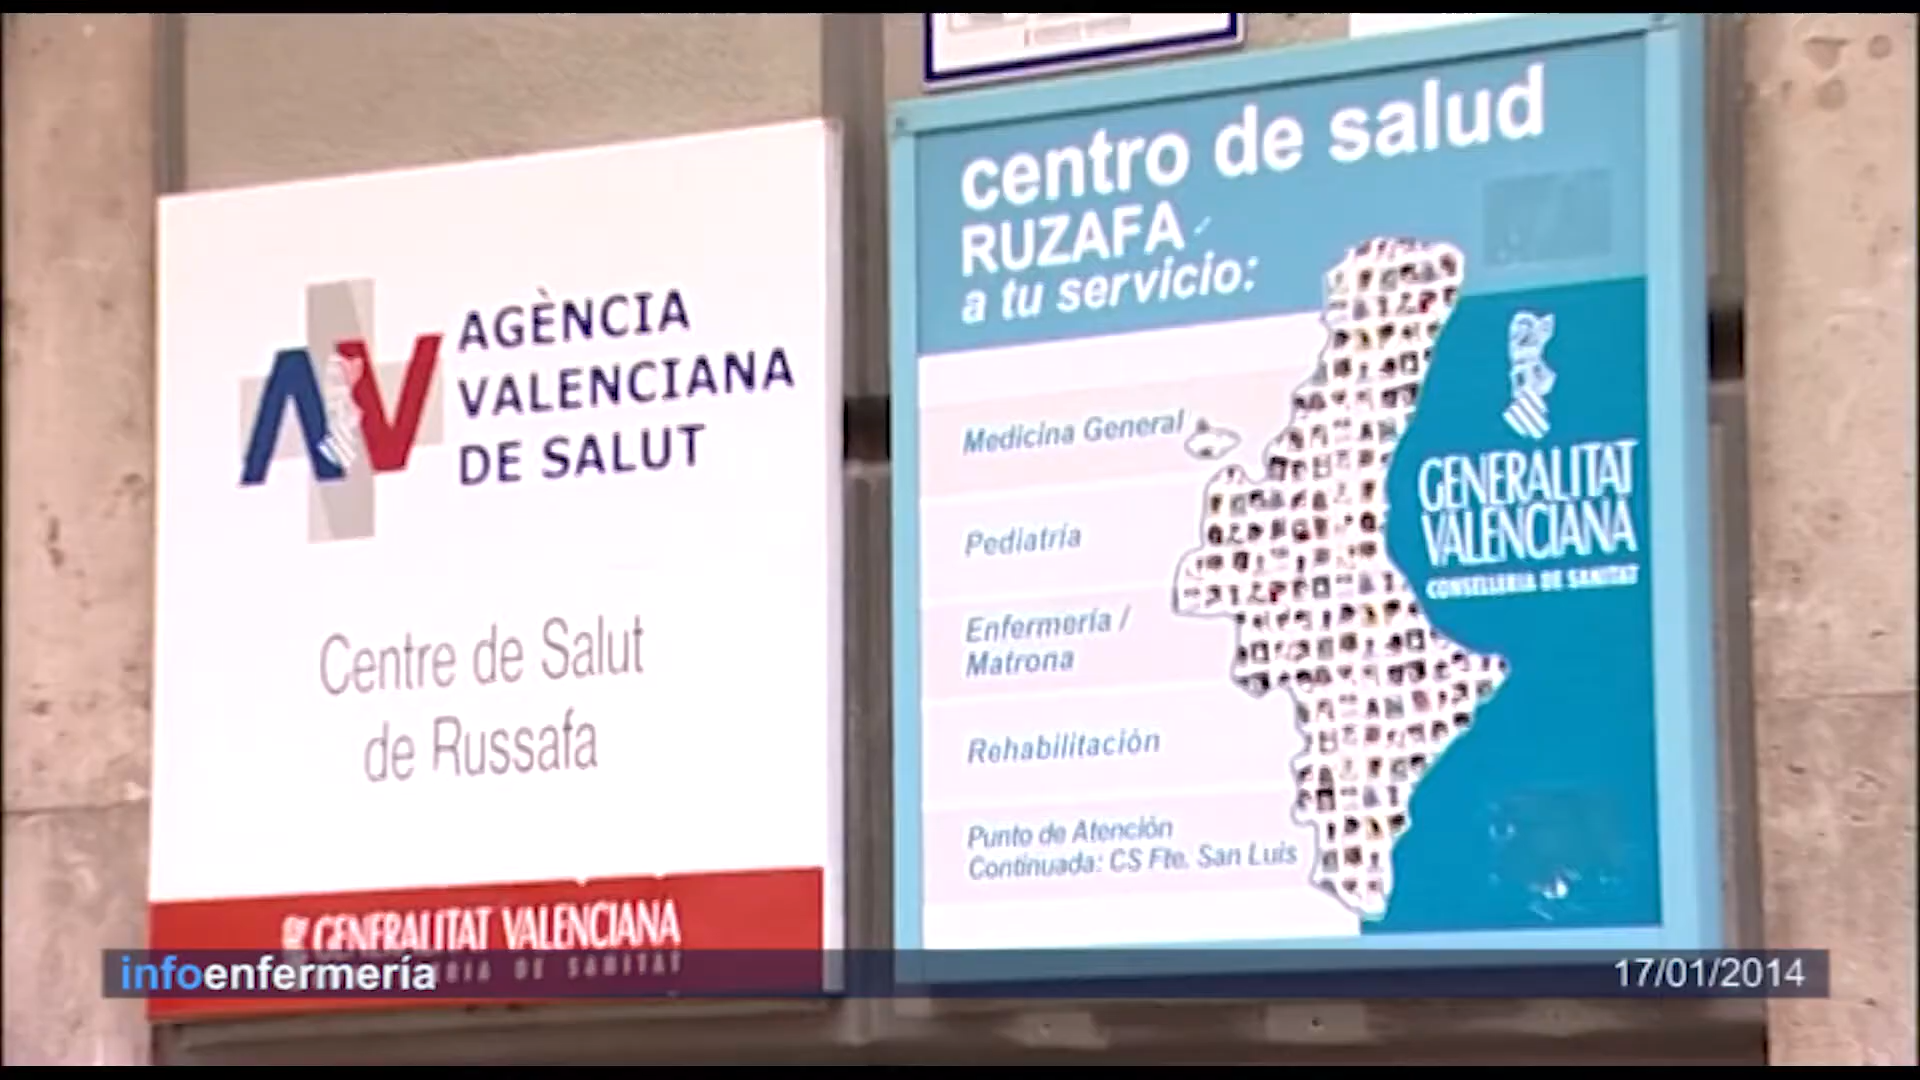 AV
AGÈNCIA
VALENCIANA
DE SALUT
Centre de Salut
de Russafa
GENERALITAT VALENCIANA
centro de salud
RUZAFA
a tu servicio:
Medicina General
Pediatría
Enfermería /
Matrona
Rehabilitación
Punto de Atención
Continuada: CS Fte. San Luis
GENERALITAT
VALENCIANA
CONSELLERIA DE SANITAT
infoenfermería
17/01/2014